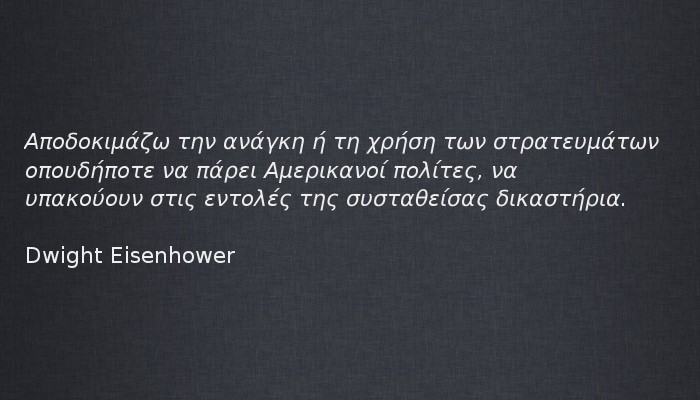 Αποδοκιμάζω την ανάγκη ή τη χρήση των στρατευμάτων
οπουδήποτε να πάρει Αμερικανοί πολίτες, να
υπακούουν στις εντολές της συσταθείσας δικαστήρια.
Dwight Eisenhower